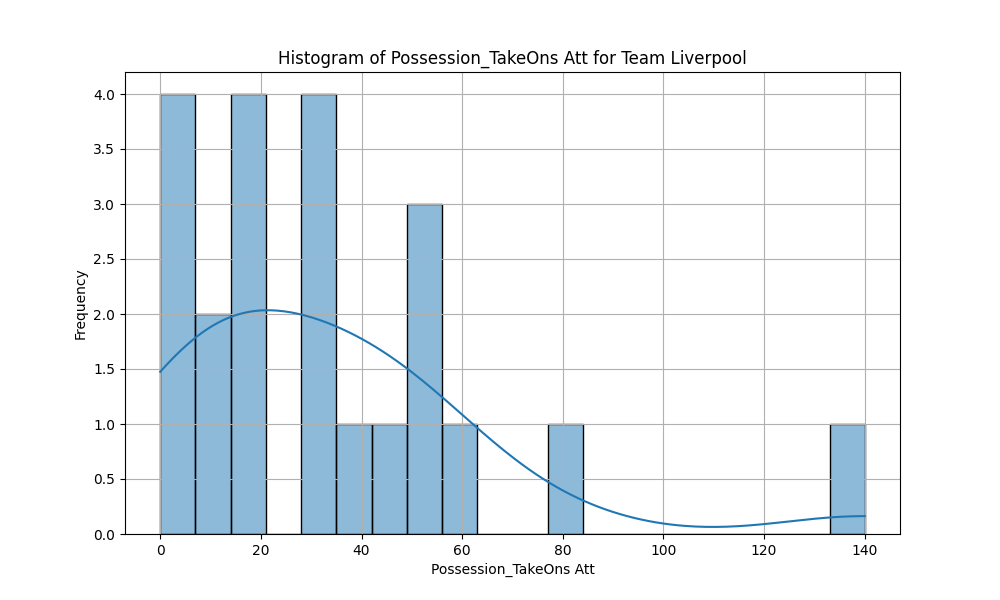 Histogram of Possession_TakeOns Att for Team Liverpool
4.0
3.5
3.0
2.5
2.0
1.5
1.0
0.5
0.0
Frequency
0 20 40 60 80 100 120 140
Possession_TakeOns Att